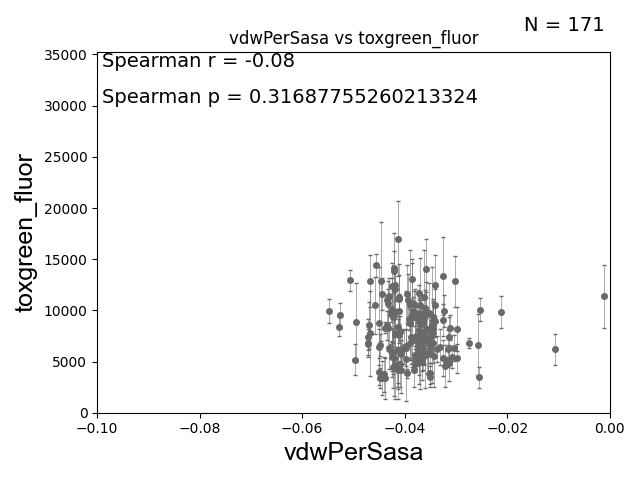 N = 171
vdwPerSasa vs toxgreen_fluor
Spearman r = -0.08
Spearman p = 0.31687755260213324
35000
30000
25000
20000
15000
10000
5000
0
toxgreen_fluor
−0.10 −0.08 −0.06 −0.04 −0.02 0.00
vdwPerSasa